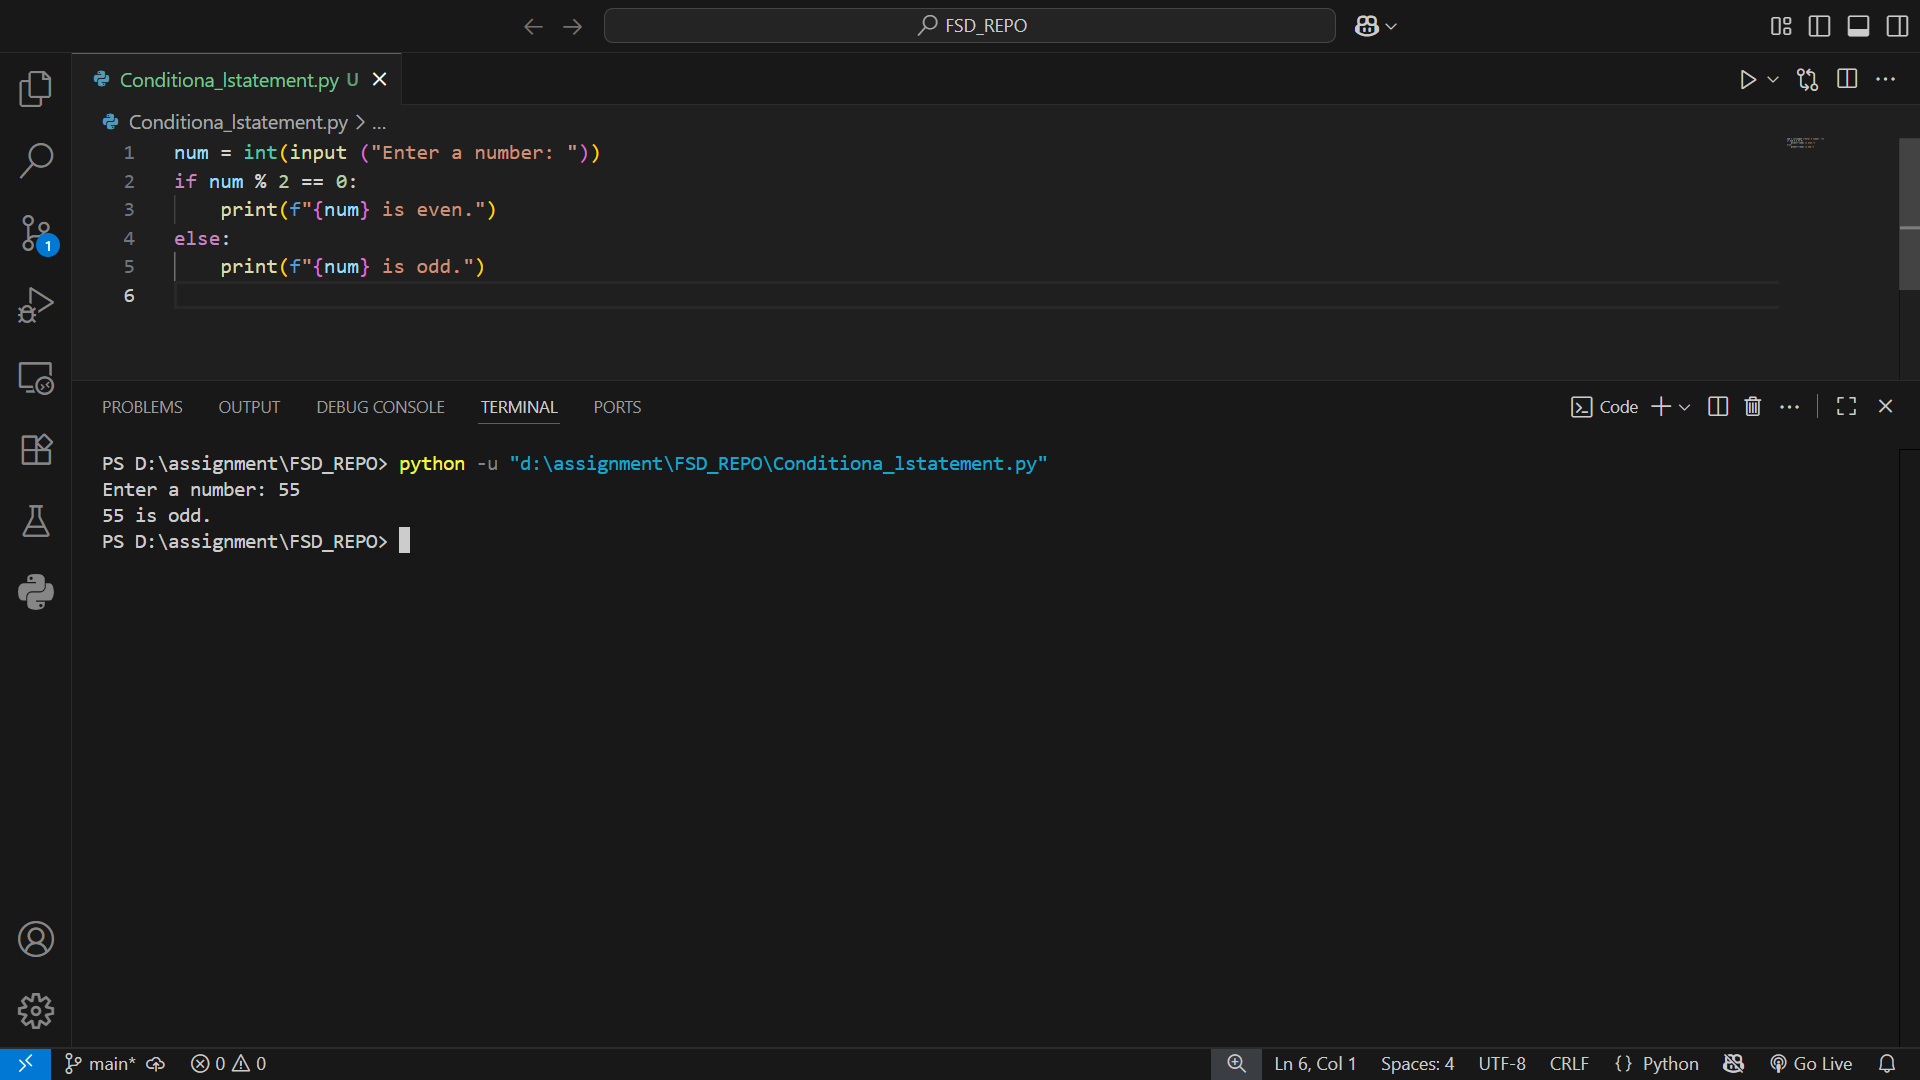 FSD_REPO
Conditiona_lstatement.py U
Conditiona_lstatement.py > ...
1 num = int(input ("Enter a number: "))
2 if num % 2 == 0:
3     print(f"{num} is even.")
4 else:
5     print(f"{num} is odd.")
6
PROBLEMS OUTPUT DEBUG CONSOLE TERMINAL PORTS Code
PS D:\assignment\FSD_REPO> python -u "d:\assignment\FSD_REPO\Conditiona_lstatement.py"
Enter a number: 55
55 is odd.
PS D:\assignment\FSD_REPO>
1
main* 0 0 Ln 6, Col 1 Spaces: 4 UTF-8 CRLF {} Python Go Live